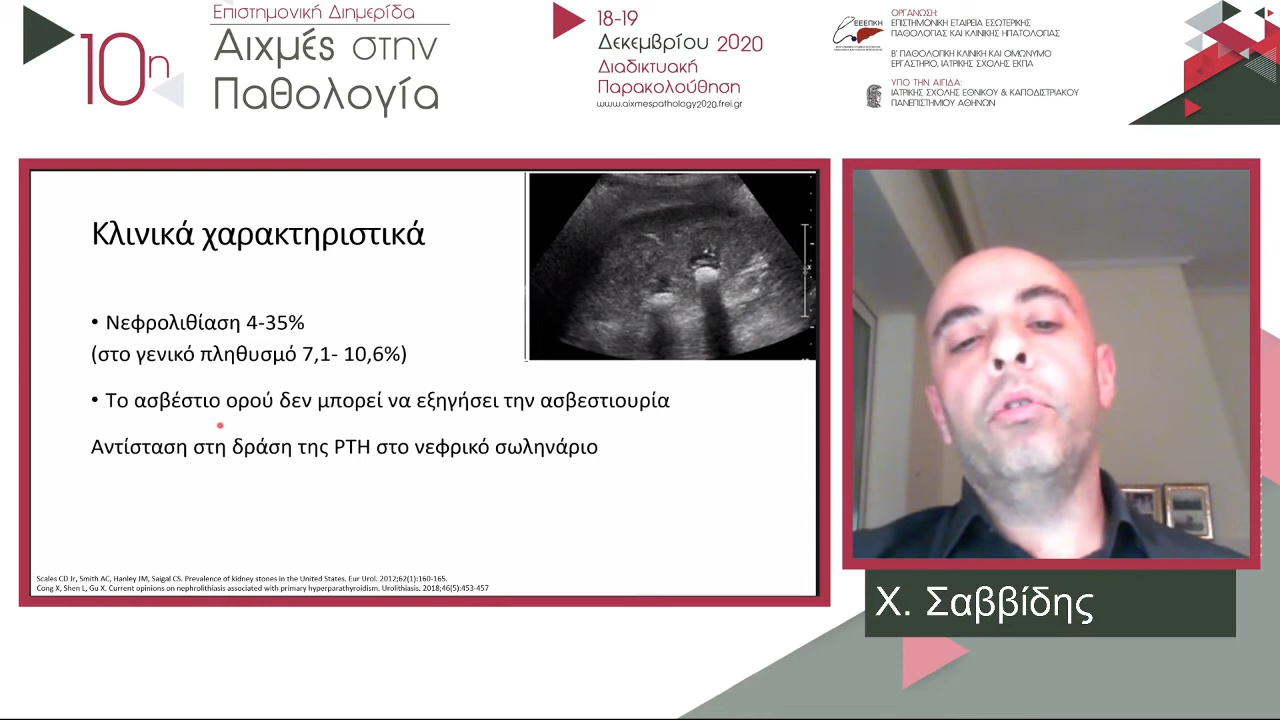 10η
Επιστημονική Διημερίδα
Αιχμές στην
Παθολογία
18-19
Δεκεμβρίου 2020
Διαδικτυακή
Παρακολούθηση
www.aixmespathology2020.frei.gr
ΕΕΕΠΚΗ
ΟΡΓΑΝΩΣΗ:
ΕΠΙΣΤΗΜΟΝΙΚΗ ΕΤΑΙΡΕΙΑ ΕΣΩΤΕΡΙΚΗΣ
ΠΑΘΟΛΟΓΙΑΣ ΚΑΙ ΚΛΙΝΙΚΗΣ ΗΠΑΤΟΛΟΓΙΑΣ
Β' ΠΑΘΟΛΟΓΙΚΗ ΚΛΙΝΙΚΗ ΚΑΙ ΟΜΩΝΥΜΟ
ΕΡΓΑΣΤΗΡΙΟ, ΙΑΤΡΙΚΗΣ ΣΧΟΛΗΣ ΕΚΠΑ
ΥΠΟ ΤΗΝ ΑΙΓΙΔΑ:
ΙΑΤΡΙΚΗΣ ΣΧΟΛΗΣ ΕΘΝΙΚΟΥ & ΚΑΠΟΔΙΣΤΡΙΑΚΟΥ
ΠΑΝΕΠΙΣΤΗΜΙΟΥ ΑΘΗΝΩΝ
Κλινικά χαρακτηριστικά
• Νεφρολιθίαση 4-35%
(στο γενικό πληθυσμό 7,1- 10,6%)
• Το ασβέστιο ορού δεν μπορεί να εξηγήσει την ασβεστιουρία
Αντίσταση στη δράση της PTH στο νεφρικό σωληνάριο
Scales CD Jr, Smith AC, Hanley JM, Saigal CS. Prevalence of kidney stones in the United States. Eur Urol. 2012;62(1):160-165.
Cong X, Shen L, Gu X. Current opinions on nephrolithiasis associated with primary hyperparathyroidism. Urolithiasis. 2018;46(5):453-457
Χ. Σαββίδης